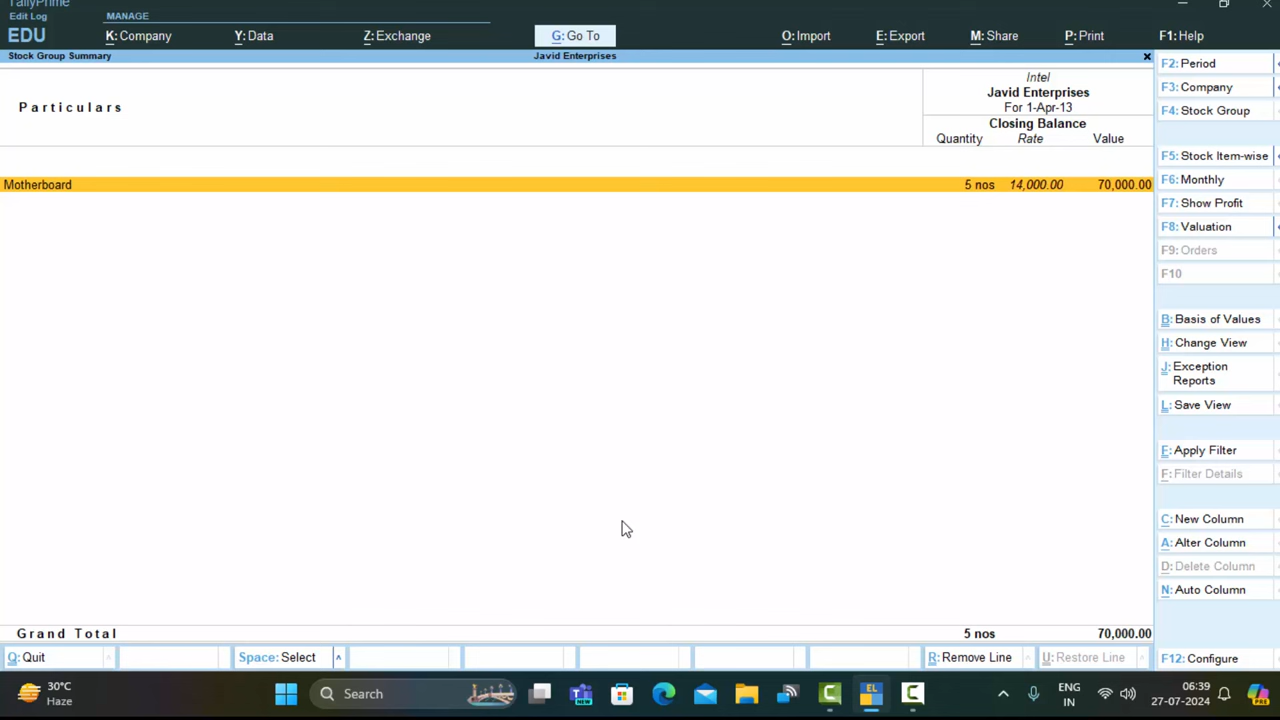 TallyPrime
Edit Log
MANAGE
EDU
K: Company
Y: Data
Z: Exchange
G: Go To
O: Import
E: Export
M: Share
P: Print
F1: Help
Stock Group Summary
Javid Enterprises
Particulars
Intel
Javid Enterprises
For 1-Apr-13
Closing Balance
Quantity Rate Value
Motherboard 5 nos 14,000.00 70,000.00
Grand Total 5 nos 70,000.00
F2: Period
F3: Company
F4: Stock Group
F5: Stock Item-wise
F6: Monthly
F7: Show Profit
F8: Valuation
F9: Orders
F10
B: Basis of Values
H: Change View
J: Exception
Reports
L: Save View
F: Apply Filter
F: Filter Details
C: New Column
A: Alter Column
D: Delete Column
N: Auto Column
F12: Configure
Q: Quit
Space: Select
R: Remove Line
U: Restore Line
30°C
Haze
Search
NEW
EL
ENG
IN
06:39
27-07-2024
PRE